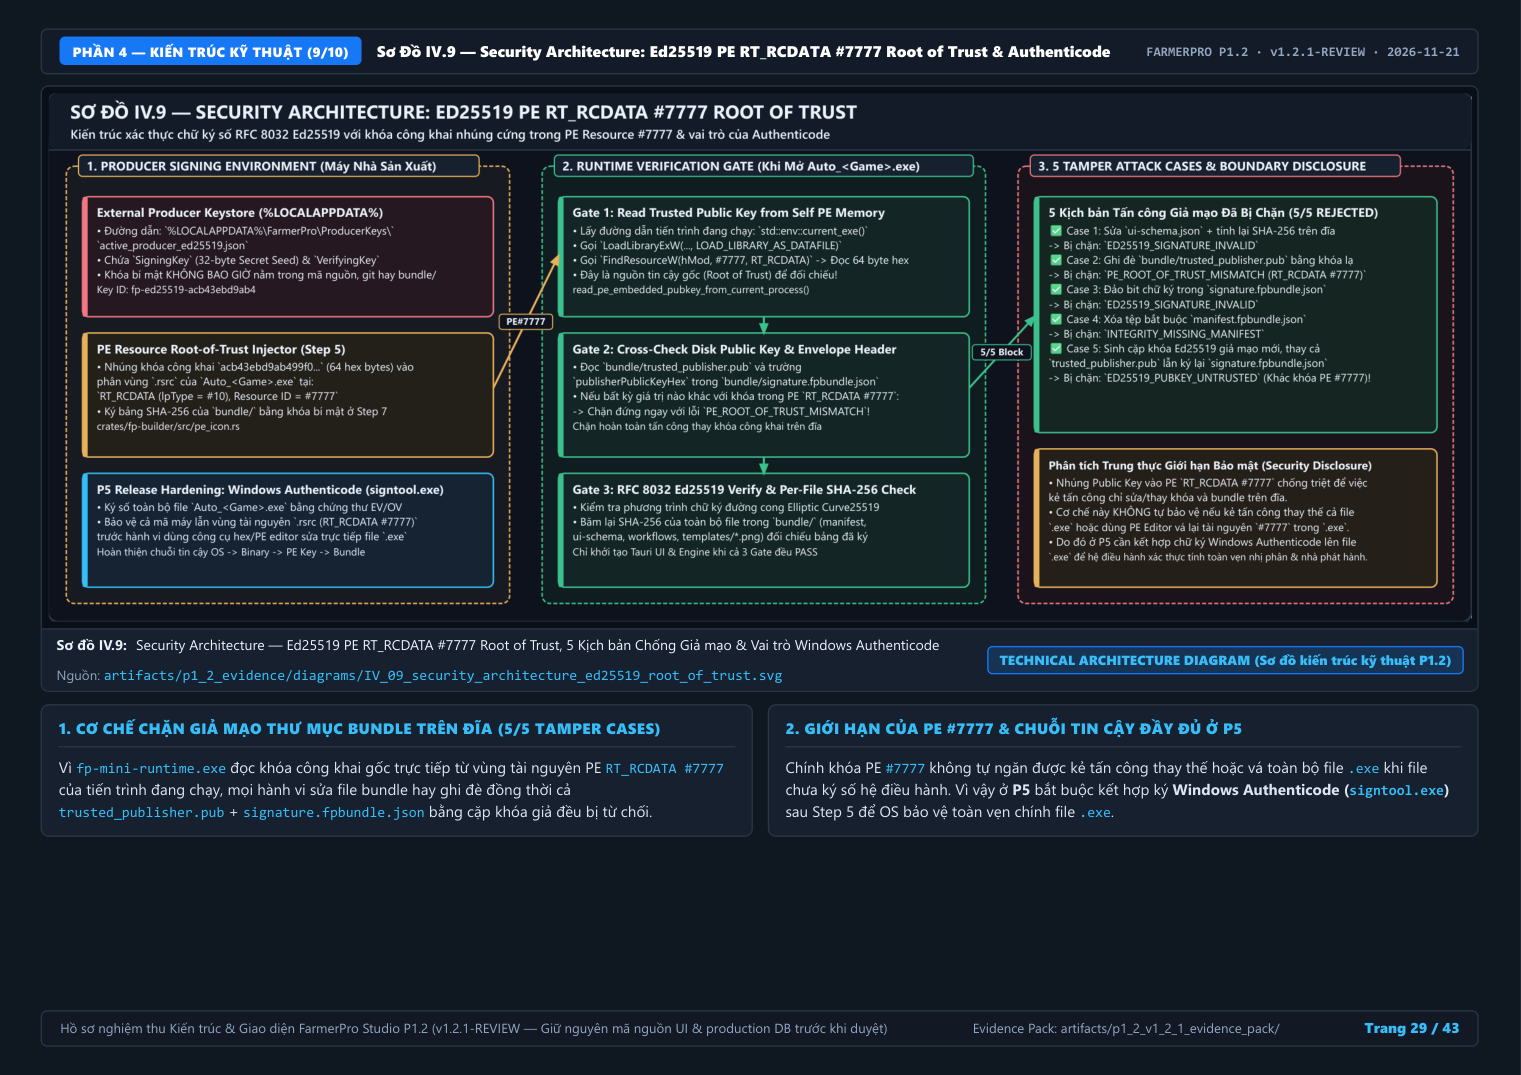 PHẦN 4 — KIẾN TRÚC KỸ THUẬT (9/10)
Sơ Đồ IV.9 — Security Architecture: Ed25519 PE RT_RCDATA #7777 Root of Trust & Authenticode
FARMERPRO P1.2 · v1.2.1-REVIEW · 2026-11-21
SƠ ĐỒ IV.9 — SECURITY ARCHITECTURE: ED25519 PE RT_RCDATA #7777 ROOT OF TRUST
Kiến trúc xác thực chữ ký số RFC 8032 Ed25519 với khóa công khai nhúng cứng trong PE Resource #7777 & vai trò của Authenticode
1. PRODUCER SIGNING ENVIRONMENT (Máy Nhà Sản Xuất)
External Producer Keystore (%LOCALAPPDATA%)
• Đường dẫn: `%LOCALAPPDATA%\FarmerPro\ProducerKeys\`
`active_producer_ed25519.json`
• Chứa `SigningKey` (32-byte Secret Seed) & `VerifyingKey`
• Khóa bí mật KHÔNG BAO GIỜ nằm trong mã nguồn, git hay bundle/
Key ID: fp-ed25519-acb43ebd9ab4
PE#7777
PE Resource Root-of-Trust Injector (Step 5)
• Nhúng khóa công khai `acb43ebd9ab499f0...` (64 hex bytes) vào
phân vùng `.rsrc` của `Auto_<Game>.exe` tại:
`RT_RCDATA (lpType = #10), Resource ID = #7777`
• Ký bảng SHA-256 của `bundle/` bằng khóa bí mật ở Step 7
crates/fp-builder/src/pe_icon.rs
P5 Release Hardening: Windows Authenticode (signtool.exe)
• Ký số toàn bộ file `Auto_<Game>.exe` bằng chứng thư EV/OV
• Bảo vệ cả mã máy lẫn vùng tài nguyên `.rsrc (RT_RCDATA #7777)`
trước hành vi dùng công cụ hex/PE editor sửa trực tiếp file `.exe`
Hoàn thiện chuỗi tin cậy OS -> Binary -> PE Key -> Bundle
2. RUNTIME VERIFICATION GATE (Khi Mở Auto_<Game>.exe)
Gate 1: Read Trusted Public Key from Self PE Memory
• Lấy đường dẫn tiến trình đang chạy: `std::env::current_exe()`
• Gọi `LoadLibraryExW(..., LOAD_LIBRARY_AS_DATAFILE)`
• Gọi `FindResourceW(hMod, #7777, RT_RCDATA)` -> Đọc 64 byte hex
• Đây là nguồn tin cậy gốc (Root of Trust) để đối chiếu!
read_pe_embedded_pubkey_from_current_process()
Gate 2: Cross-Check Disk Public Key & Envelope Header
• Đọc `bundle/trusted_publisher.pub` và trường
`publisherPublicKeyHex` trong `bundle/signature.fpbundle.json`
• Nếu bất kỳ giá trị nào khác với khóa trong PE `RT_RCDATA #7777`:
-> Chặn đứng ngay với lỗi `PE_ROOT_OF_TRUST_MISMATCH`!
Chặn hoàn toàn tấn công thay khóa công khai trên đĩa
Gate 3: RFC 8032 Ed25519 Verify & Per-File SHA-256 Check
• Kiểm tra phương trình chữ ký đường cong Elliptic Curve25519
• Băm lại SHA-256 của toàn bộ file trong `bundle/` (manifest,
ui-schema, workflows, templates/*.png) đối chiếu bảng đã ký
Chỉ khởi tạo Tauri UI & Engine khi cả 3 Gate đều PASS
5/5 Block
3. 5 TAMPER ATTACK CASES & BOUNDARY DISCLOSURE
5 Kịch bản Tấn công Giả mạo Đã Bị Chặn (5/5 REJECTED)
✅ Case 1: Sửa `ui-schema.json` + tính lại SHA-256 trên đĩa
-> Bị chặn: `ED25519_SIGNATURE_INVALID`
✅ Case 2: Ghi đè `bundle/trusted_publisher.pub` bằng khóa lạ
-> Bị chặn: `PE_ROOT_OF_TRUST_MISMATCH (RT_RCDATA #7777)`
✅ Case 3: Đảo bit chữ ký trong `signature.fpbundle.json`
-> Bị chặn: `ED25519_SIGNATURE_INVALID`
✅ Case 4: Xóa tệp bắt buộc `manifest.fpbundle.json`
-> Bị chặn: `INTEGRITY_MISSING_MANIFEST`
✅ Case 5: Sinh cặp khóa Ed25519 giả mạo mới, thay cả
`trusted_publisher.pub` lẫn ký lại `signature.fpbundle.json`
-> Bị chặn: `ED25519_PUBKEY_UNTRUSTED` (Khác khóa PE #7777)!
Phân tích Trung thực Giới hạn Bảo mật (Security Disclosure)
• Nhúng Public Key vào PE `RT_RCDATA #7777` chống triệt để việc
kẻ tấn công chỉ sửa/thay khóa và bundle trên đĩa.
• Cơ chế này KHÔNG tự bảo vệ nếu kẻ tấn công thay thế cả file
`.exe` hoặc dùng PE Editor vá lại tài nguyên `#7777` trong `.exe`.
• Do đó ở P5 cần kết hợp chữ ký Windows Authenticode lên file
`.exe` để hệ điều hành xác thực tính toàn vẹn nhị phân & nhà phát hành.
Sơ đồ IV.9: Security Architecture — Ed25519 PE RT_RCDATA #7777 Root of Trust, 5 Kịch bản Chống Giả mạo & Vai trò Windows Authenticode
Nguồn: artifacts/p1_2_evidence/diagrams/IV_09_security_architecture_ed25519_root_of_trust.svg
TECHNICAL ARCHITECTURE DIAGRAM (Sơ đồ kiến trúc kỹ thuật P1.2)
1. CƠ CHẾ CHẶN GIẢ MẠO THƯ MỤC BUNDLE TRÊN ĐĨA (5/5 TAMPER CASES)
Vì fp-mini-runtime.exe đọc khóa công khai gốc trực tiếp từ vùng tài nguyên PE RT_RCDATA #7777
của tiến trình đang chạy, mọi hành vi sửa file bundle hay ghi đè đồng thời cả
trusted_publisher.pub + signature.fpbundle.json bằng cặp khóa giả đều bị từ chối.
2. GIỚI HẠN CỦA PE #7777 & CHUỖI TIN CẬY ĐẦY ĐỦ Ở P5
Chính khóa PE #7777 không tự ngăn được kẻ tấn công thay thế hoặc vá toàn bộ file .exe khi file
chưa ký số hệ điều hành. Vì vậy ở P5 bắt buộc kết hợp ký Windows Authenticode (signtool.exe)
sau Step 5 để OS bảo vệ toàn vẹn chính file .exe.
Hồ sơ nghiệm thu Kiến trúc & Giao diện FarmerPro Studio P1.2 (v1.2.1-REVIEW — Giữ nguyên mã nguồn UI & production DB trước khi duyệt)
Evidence Pack: artifacts/p1_2_v1_2_1_evidence_pack/
Trang 29 / 43